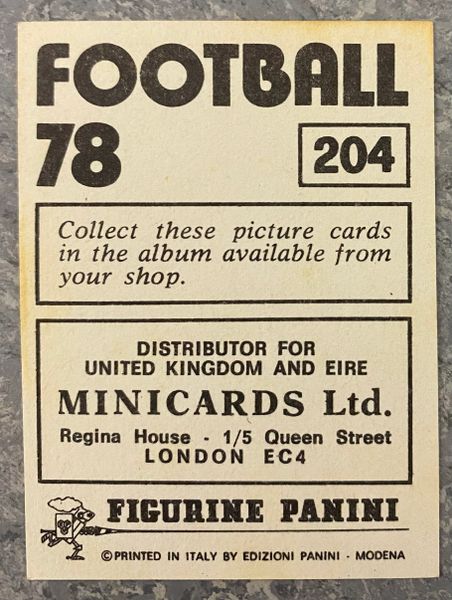 FOOTBALL
78
204
Collect these picture cards
in the album available from
your shop.
DISTRIBUTOR FOR
UNITED KINGDOM AND EIRE
MINICARDS Ltd.
Regina House - 1/5 Queen Street
LONDON EC4
FIGURINE PANINI
©PRINTED IN ITALY BY EDIZIONI PANINI - MODENA